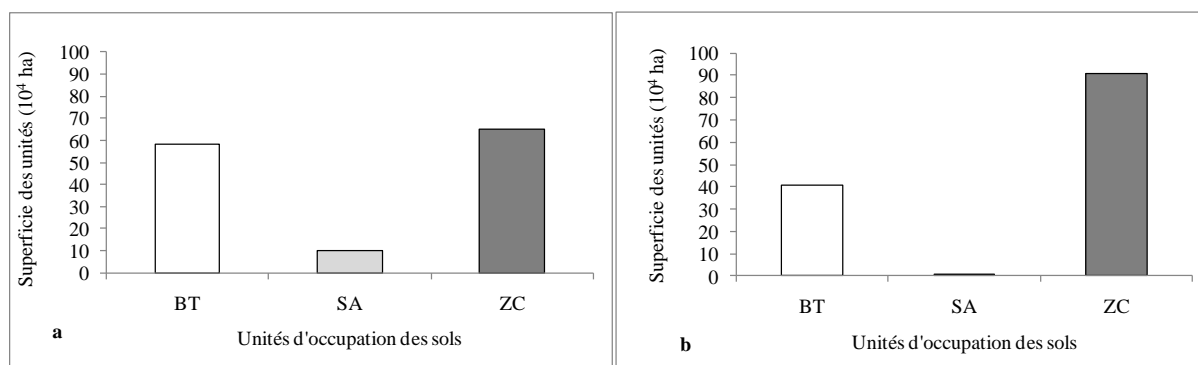 Superficie des unités (10⁴ ha)
100
90
80
70
60
50
40
30
20
10
0
BT SA ZC
a
Unités d'occupation des sols
Superficie des unités (10⁴ ha)
100
90
80
70
60
50
40
30
20
10
0
BT SA ZC
b
Unités d'occupation des sols